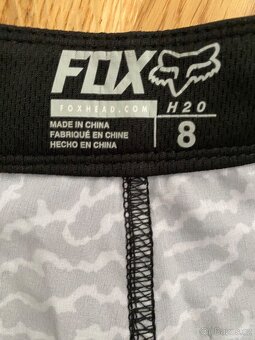 FOX
FOXHEAD.COM
H2O
MADE IN CHINA
FABRIQUÉ EN CHINE
HECHO EN CHINA
8